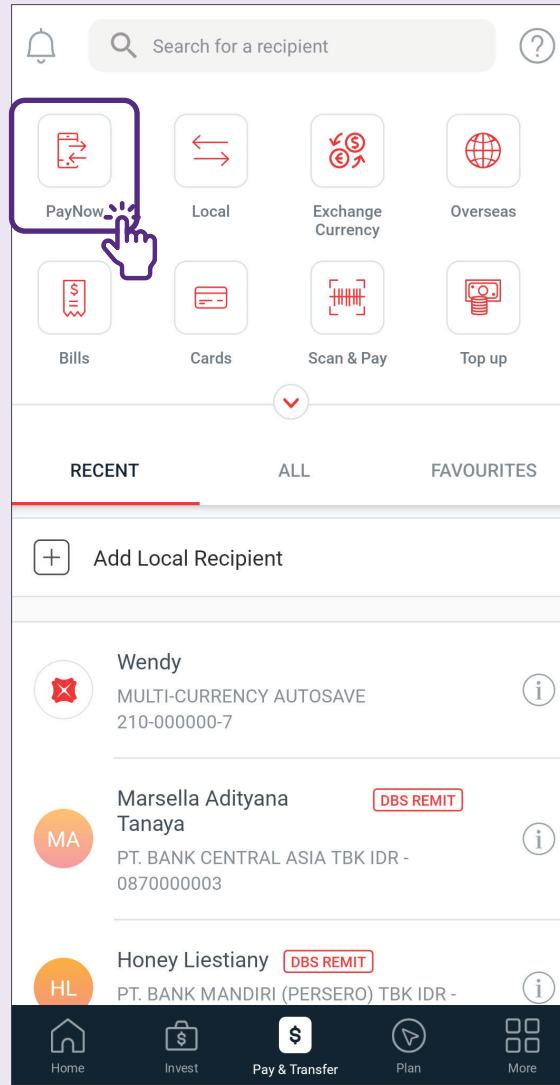 Search for a recipient
?
PayNow
Local
Exchange
Currency
Overseas
$
€
$
Bills
Cards
Scan & Pay
Top up
RECENT
ALL
FAVOURITES
+
Add Local Recipient
Wendy
MULTI-CURRENCY AUTOSAVE
210-000000-7
i
MA
Marsella Adityana
Tanaya
DBS REMIT
PT. BANK CENTRAL ASIA TBK IDR -
0870000003
i
HL
Honey Liestiany
DBS REMIT
PT. BANK MANDIRI (PERSERO) TBK IDR -
i
$
$
Home
Invest
Pay & Transfer
Plan
More